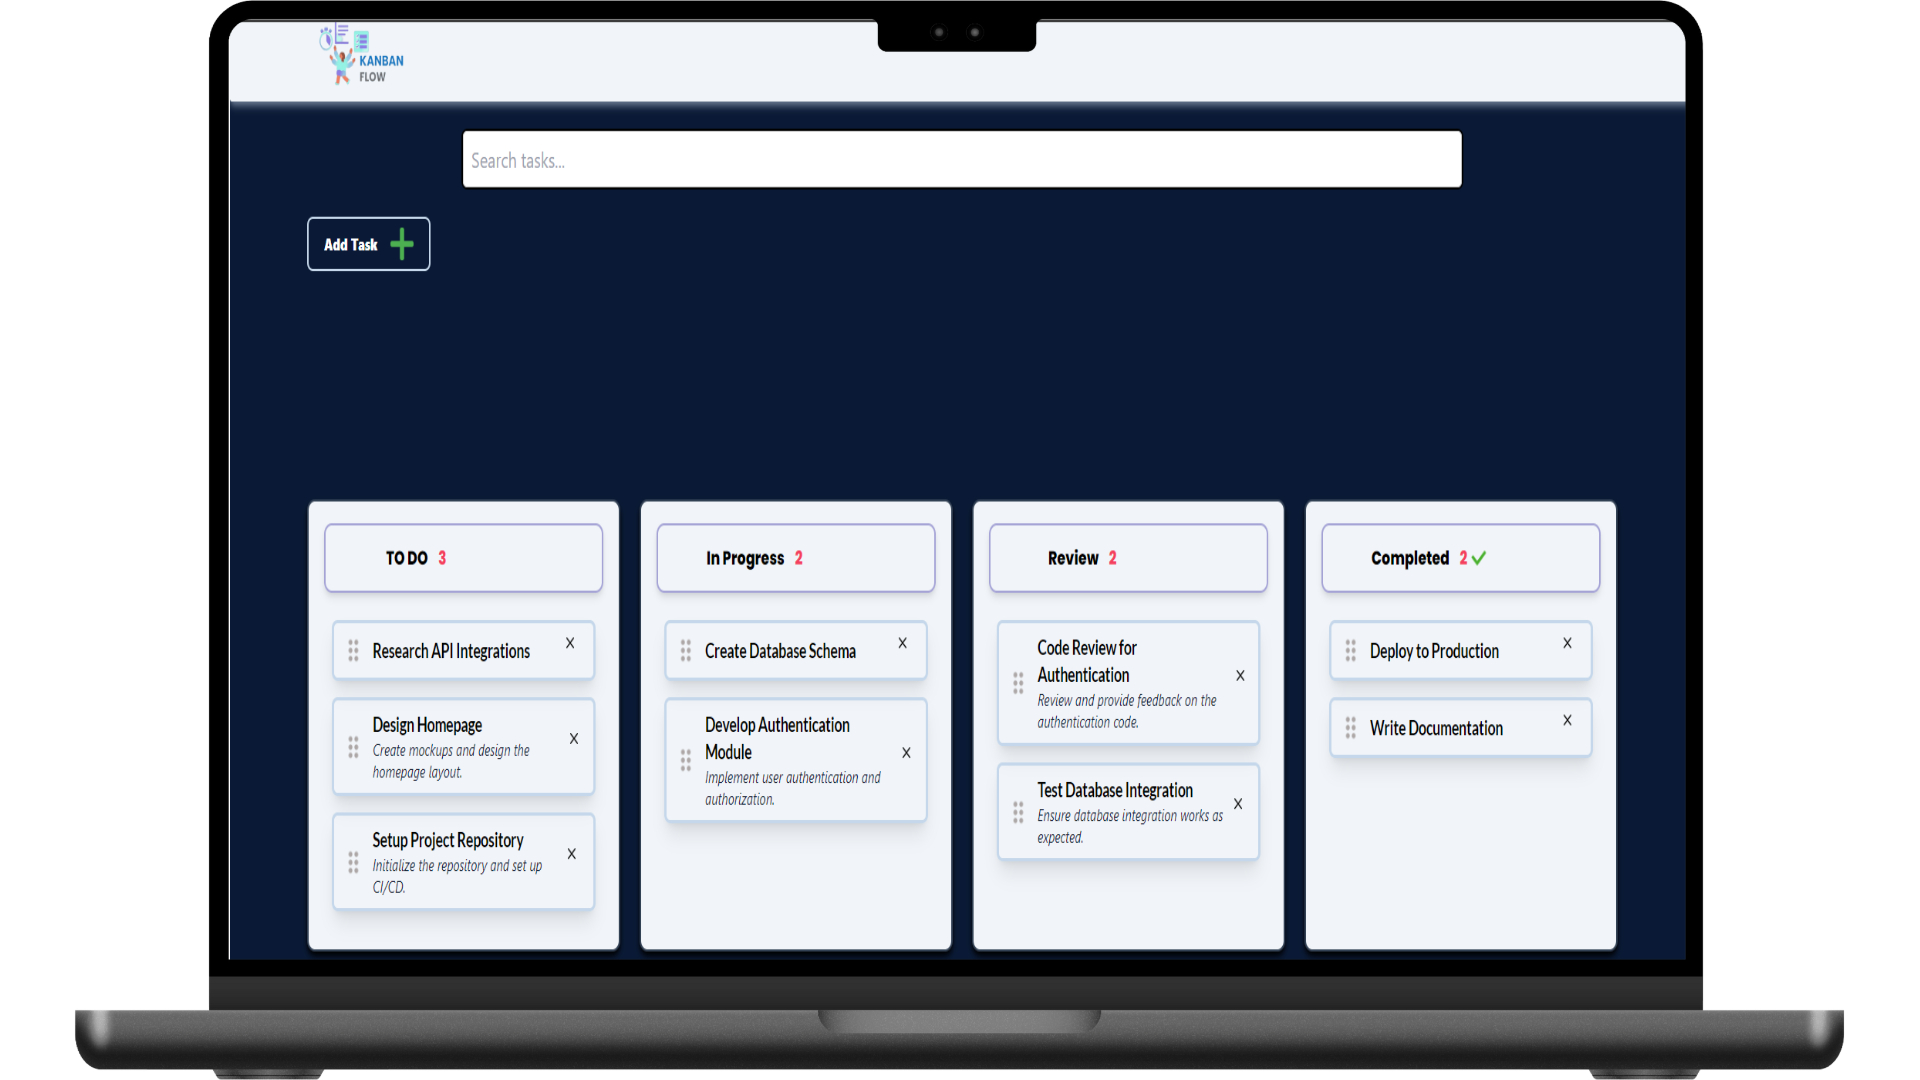 KANBAN
FLOW
Search tasks...
Add Task
TO DO 3
Research API Integrations
X
Design Homepage
Create mockups and design the
homepage layout.
X
Setup Project Repository
Initialize the repository and set up
CI/CD.
X
In Progress 2
Create Database Schema
X
Develop Authentication
Module
Implement user authentication and
authorization.
X
Review 2
Code Review for
Authentication
Review and provide feedback on the
authentication code.
X
Test Database Integration
Ensure database integration works as
expected.
X
Completed 2
Deploy to Production
X
Write Documentation
X